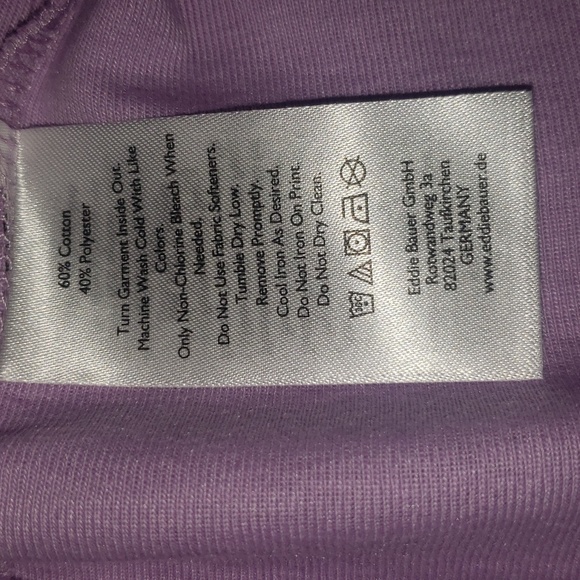 60% Cotton
40% Polyester
Turn Garment Inside Out.
Machine Wash Cold With Like
Colors.
Only Non-Chlorine Bleach When
Needed.
Do Not Use Fabric Softeners.
Tumble Dry Low.
Remove Promptly.
Cool Iron As Desired.
Do Not Iron On Print.
Do Not Dry Clean.
Eddie Bauer GmbH
Rotwandweg 3a
82024 Taufkirchen
GERMANY
www.eddiebauer.de